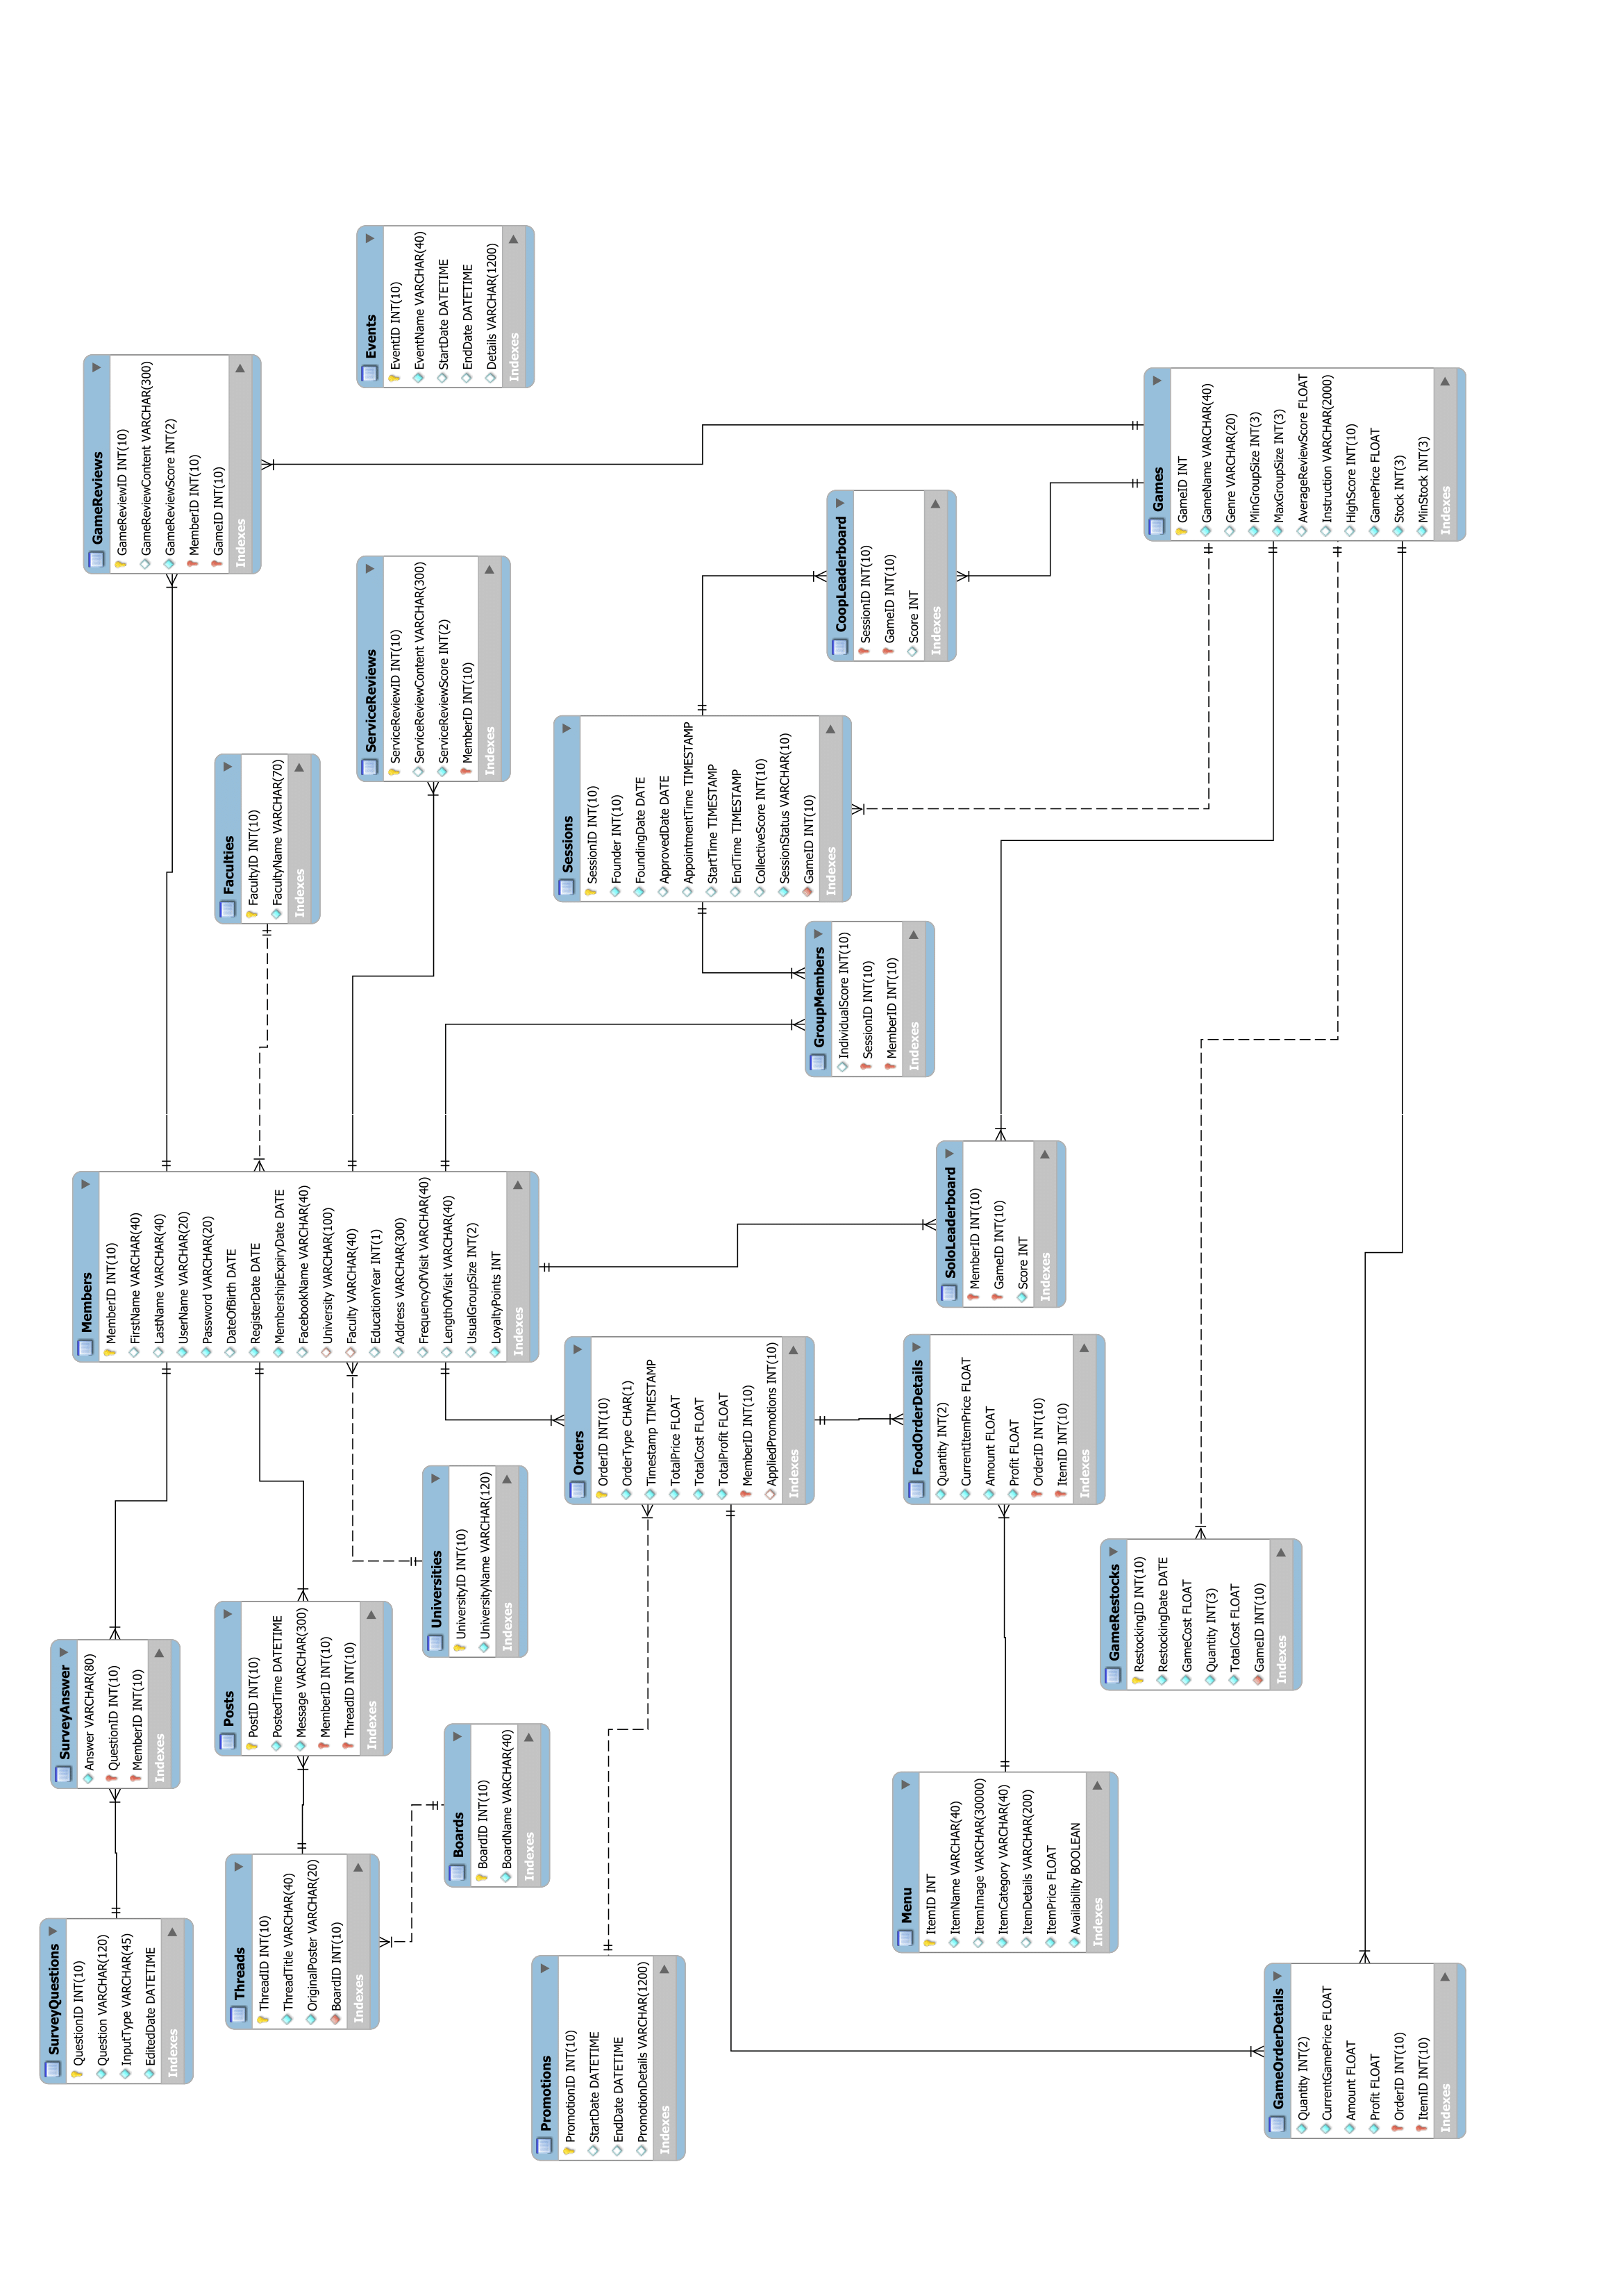 SurveyQuestions
QuestionID INT(10)
Question VARCHAR(120)
InputType VARCHAR(45)
EditedDate DATETIME
Indexes
SurveyAnswer
Answer VARCHAR(80)
QuestionID INT(10)
MemberID INT(10)
Indexes
Members
MemberID INT(10)
FirstName VARCHAR(40)
LastName VARCHAR(40)
UserName VARCHAR(20)
Password VARCHAR(20)
DateOfBirth DATE
RegisterDate DATE
MembershipExpiryDate DATE
FacebookName VARCHAR(40)
University VARCHAR(100)
Faculty VARCHAR(40)
EducationYear INT(1)
Address VARCHAR(300)
FrequencyOfVisit VARCHAR(40)
LengthOfVisit VARCHAR(40)
UsualGroupSize INT(2)
LoyaltyPoints INT
Indexes
GameReviews
GameReviewID INT(10)
GameReviewContent VARCHAR(300)
GameReviewScore INT(2)
MemberID INT(10)
GameID INT(10)
Indexes
Threads
ThreadID INT(10)
ThreadTitle VARCHAR(40)
OriginalPoster VARCHAR(20)
BoardID INT(10)
Indexes
Posts
PostID INT(10)
PostedTime DATETIME
Message VARCHAR(300)
MemberID INT(10)
ThreadID INT(10)
Indexes
Faculties
FacultyID INT(10)
FacultyName VARCHAR(70)
Indexes
Boards
BoardID INT(10)
BoardName VARCHAR(40)
Indexes
Universities
UniversityID INT(10)
UniversityName VARCHAR(120)
Indexes
ServiceReviews
ServiceReviewID INT(10)
ServiceReviewContent VARCHAR(300)
ServiceReviewScore INT(2)
MemberID INT(10)
Indexes
Events
EventID INT(10)
EventName VARCHAR(40)
StartDate DATETIME
EndDate DATETIME
Details VARCHAR(1200)
Indexes
Promotions
PromotionID INT(10)
StartDate DATETIME
EndDate DATETIME
PromotionDetails VARCHAR(1200)
Indexes
Orders
OrderID INT(10)
OrderType CHAR(1)
Timestamp TIMESTAMP
TotalPrice FLOAT
TotalCost FLOAT
TotalProfit FLOAT
MemberID INT(10)
AppliedPromotions INT(10)
Indexes
Sessions
SessionID INT(10)
Founder INT(10)
FoundingDate DATE
ApprovedDate DATE
AppointmentTime TIMESTAMP
StartTime TIMESTAMP
EndTime TIMESTAMP
CollectiveScore INT(10)
SessionStatus VARCHAR(10)
GameID INT(10)
Indexes
GroupMembers
IndividualScore INT(10)
SessionID INT(10)
MemberID INT(10)
Indexes
CoopLeaderboard
SessionID INT(10)
GameID INT(10)
Score INT
Indexes
Menu
ItemID INT
ItemName VARCHAR(40)
ItemImage VARCHAR(30000)
ItemCategory VARCHAR(40)
ItemDetails VARCHAR(200)
ItemPrice FLOAT
Availability BOOLEAN
Indexes
FoodOrderDetails
Quantity INT(2)
CurrentItemPrice FLOAT
Amount FLOAT
Profit FLOAT
OrderID INT(10)
ItemID INT(10)
Indexes
SoloLeaderboard
MemberID INT(10)
GameID INT(10)
Score INT
Indexes
GameRestocks
RestockingID INT(10)
RestockingDate DATE
GameCost FLOAT
Quantity INT(3)
TotalCost FLOAT
GameID INT(10)
Indexes
Games
GameID INT
GameName VARCHAR(40)
Genre VARCHAR(20)
MinGroupSize INT(3)
MaxGroupSize INT(3)
AverageReviewScore FLOAT
Instruction VARCHAR(2000)
HighScore INT(10)
GamePrice FLOAT
Stock INT(3)
MinStock INT(3)
Indexes
GameOrderDetails
Quantity INT(2)
CurrentGamePrice FLOAT
Amount FLOAT
Profit FLOAT
OrderID INT(10)
ItemID INT(10)
Indexes